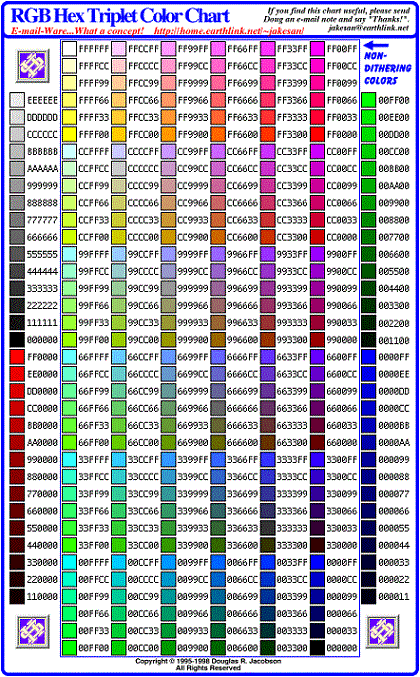 RGB Hex Triplet Color Chart
If you find this chart useful, please send
Doug an e-mail note and say "Thanks!".
E-mail-Ware...What a concept! http://home.earthlink.net/~jakesan/
jakesan@earthlink.net
FFFFFF FFCCFF FF99FF FF66FF FF33FF FF00FF
FFFFCC FFCCCC FF99CC FF66CC FF33CC FF00CC
FFFF99 FFCC99 FF9999 FF6699 FF3399 FF0099
NON-
DITHERING
COLORS
EEEEEE FFFF66 FFCC66 FF9966 FF6666 FF3366 FF0066 00FF00
DDDDDD FFFF33 FFCC33 FF9933 FF6633 FF3333 FF0033 00EE00
CCCCCC FFFF00 FFCC00 FF9900 FF6600 FF3300 FF0000 00DD00
BBBBBB CCFFFF CCCCFF CC99FF CC66FF CC33FF CC00FF 00CC00
AAAAAA CCFFCC CCCCCC CC99CC CC66CC CC33CC CC00CC 00BB00
999999 CCFF99 CCCC99 CC9999 CC6699 CC3399 CC0099 00AA00
888888 CCFF66 CCCC66 CC9966 CC6666 CC3366 CC0066 009900
777777 CCFF33 CCCC33 CC9933 CC6633 CC3333 CC0033 008800
666666 CCFF00 CCCC00 CC9900 CC6600 CC3300 CC0000 007700
555555 99FFFF 99CCFF 9999FF 9966FF 9933FF 9900FF 006600
444444 99FFCC 99CCCC 9999CC 9966CC 9933CC 9900CC 005500
333333 99FF99 99CC99 999999 996699 993399 990099 004400
222222 99FF66 99CC66 999966 996666 993366 990066 003300
111111 99FF33 99CC33 999933 996633 993333 990033 002200
000000 99FF00 99CC00 999900 996600 993300 990000 001100
FF0000 66FFFF 66CCFF 6699FF 6666FF 6633FF 6600FF 0000FF
EE0000 66FFCC 66CCCC 6699CC 6666CC 6633CC 6600CC 0000EE
DD0000 66FF99 66CC99 669999 666699 663399 660099 0000DD
CC0000 66FF66 66CC66 669966 666666 663366 660066 0000CC
BB0000 66FF33 66CC33 669933 666633 663333 660033 0000BB
AA0000 66FF00 66CC00 669900 666600 663300 660000 0000AA
990000 33FFFF 33CCFF 3399FF 3366FF 3333FF 3300FF 000099
880000 33FFCC 33CCCC 3399CC 3366CC 3333CC 3300CC 000088
770000 33FF99 33CC99 339999 336699 333399 330099 000077
660000 33FF66 33CC66 339966 336666 333366 330066 000066
550000 33FF33 33CC33 339933 336633 333333 330033 000055
440000 33FF00 33CC00 339900 336600 333300 330000 000044
330000 00FFFF 00CCFF 0099FF 0066FF 0033FF 0000FF 000033
220000 00FFCC 00CCCC 0099CC 0066CC 0033CC 0000CC 000022
110000 00FF99 00CC99 009999 006699 003399 000099 000011
00FF66 00CC66 009966 006666 003366 000066
00FF33 00CC33 009933 006633 003333 000033
00FF00 00CC00 009900 006600 003300 000000
Copyright © 1995-1998 Douglas R. Jacobson
All Rights Reserved